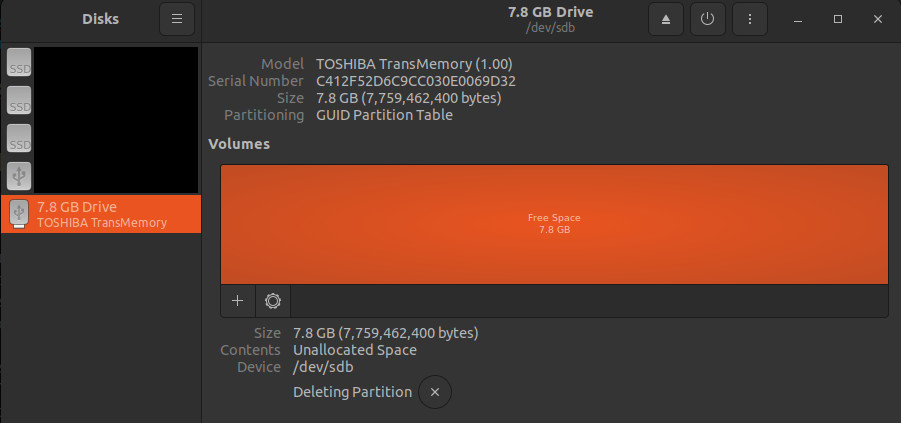 Disks
7.8 GB Drive
/dev/sdb
SSD
SSD
SSD
7.8 GB Drive
TOSHIBA TransMemory
Model TOSHIBA TransMemory (1.00)
Serial Number C412F52D6C9CC030E0069D32
Size 7.8 GB (7,759,462,400 bytes)
Partitioning GUID Partition Table
Volumes
Free Space
7.8 GB
Size 7.8 GB (7,759,462,400 bytes)
Contents Unallocated Space
Device /dev/sdb
Deleting Partition